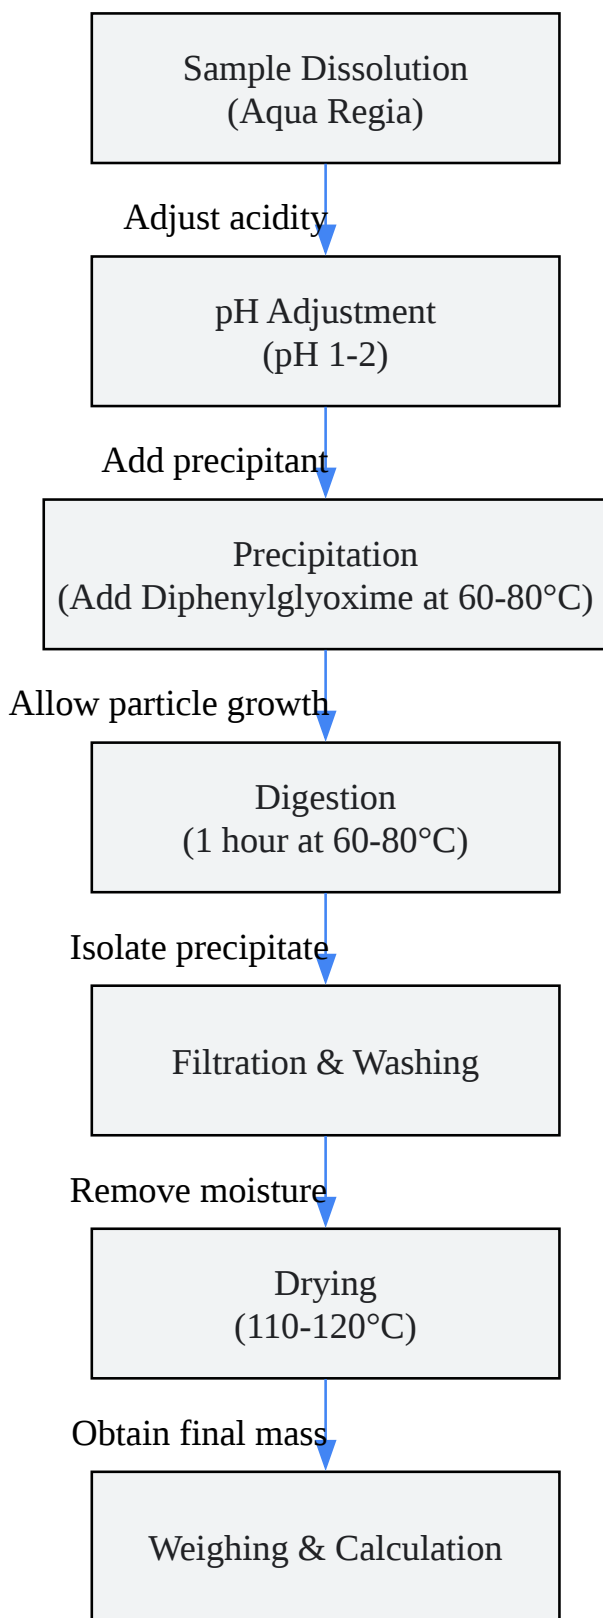 Sample Dissolution
(Aqua Regia)
Adjust acidity
pH Adjustment
(pH 1-2)
Add precipitant
Precipitation
(Add Diphenylglyoxime at 60-80°C)
Allow particle growth
Digestion
(1 hour at 60-80°C)
Isolate precipitate
Filtration & Washing
Remove moisture
Drying
(110-120°C)
Obtain final mass
Weighing & Calculation